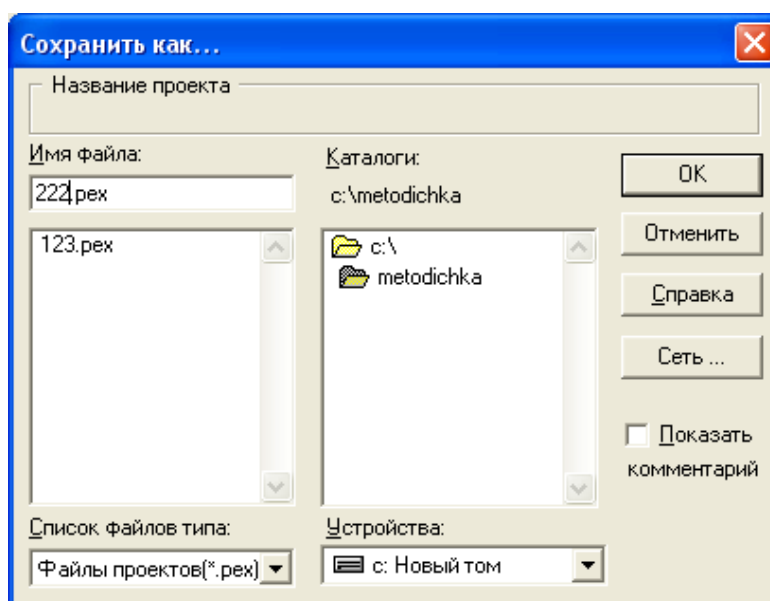 Сохранить как...
Название проекта
Имя файла:
222.pex
123.pex
Список файлов типа:
Файлы проектов(*.pex)
Каталоги:
c:\metodichka
c:\
metodichka
Устройства:
c: Новый том
OK
Отменить
Справка
Сеть ...
Показать
комментарий